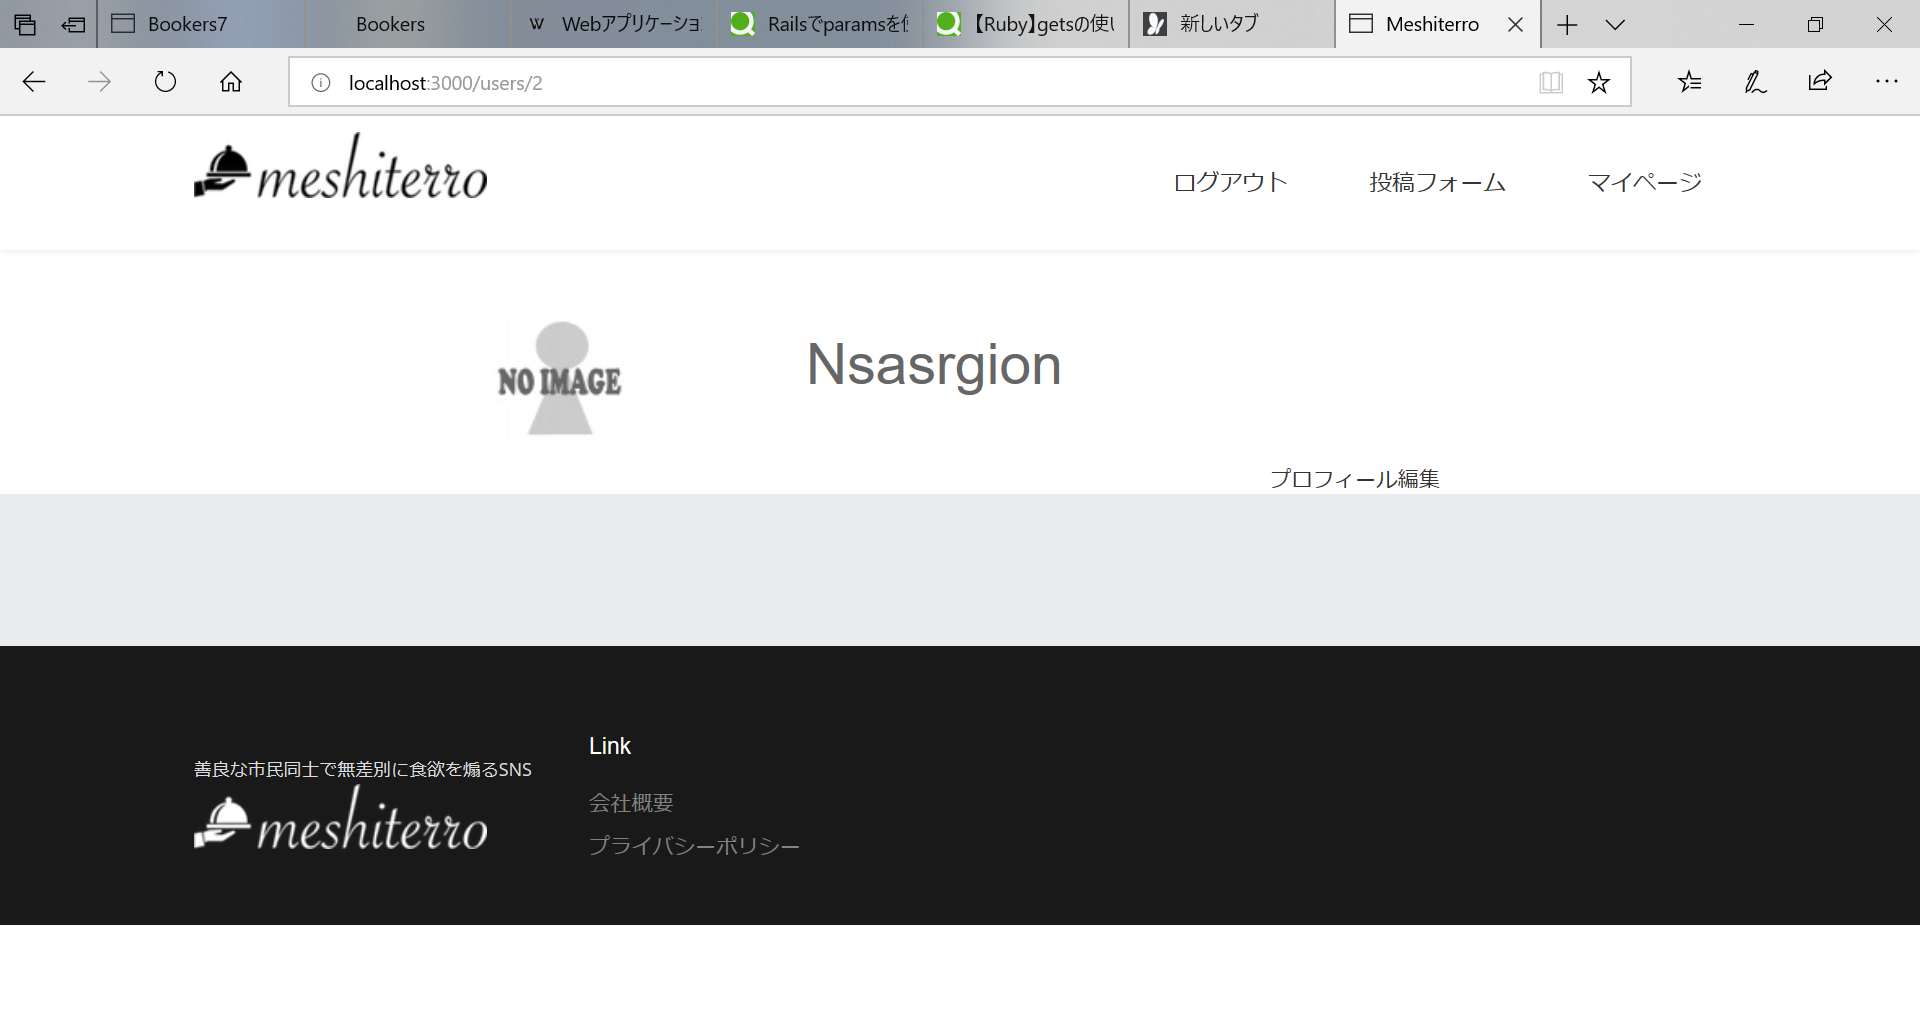 Bookers7
Bookers
Webアプリケーショ
Railsでparamsを
【Ruby】getsの使い
新しいタブ
Meshiterro
localhost:3000/users/2
meshiterro
ログアウト
投稿フォーム
マイページ
NO IMAGE
Nsasrgion
プロフィール編集
善良な市民同士で無差別に食欲を煽るSNS
meshiterro
Link
会社概要
プライバシーポリシー